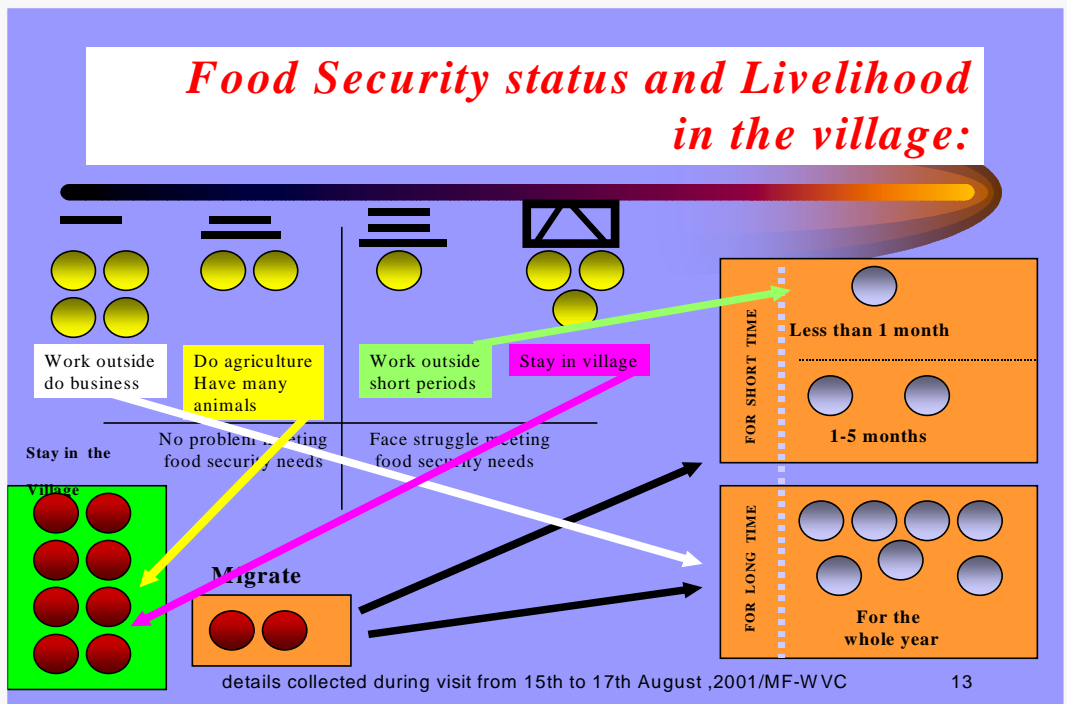 Food Security status and Livelihood
in the village:
Work outside
do business
Do agriculture
Have many
animals
Work outside
short periods
Stay in village
No problem meeting
food security needs
Face struggle meeting
food security needs
Stay in the
Village
Migrate
FOR SHORT TIME
Less than 1 month
1-5 months
FOR LONG TIME
For the
whole year
details collected during visit from 15th to 17th August ,2001/MF-WVC
13